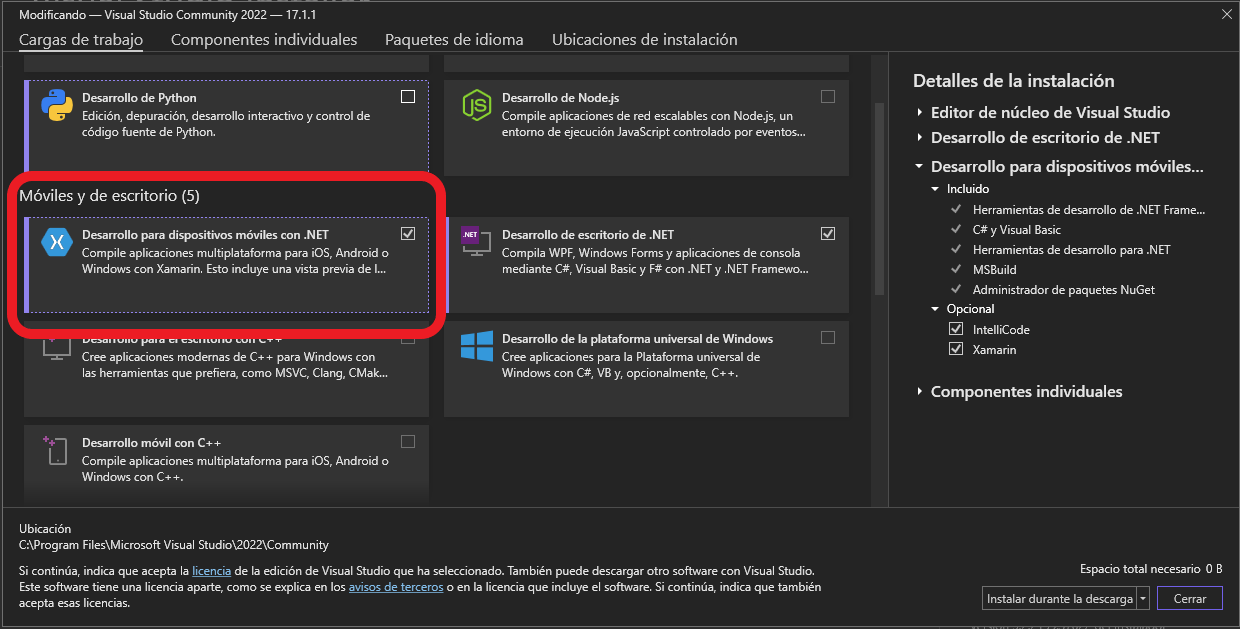 Modificando — Visual Studio Community 2022 — 17.1.1
Cargas de trabajo
Componentes individuales
Paquetes de idioma
Ubicaciones de instalación
Desarrollo de Python
Edición, depuración, desarrollo interactivo y control de
código fuente de Python.
Desarrollo de Node.js
Compile aplicaciones de red escalables con Node.js, un
entorno de ejecución JavaScript controlado por eventos...
Móviles y de escritorio (5)
Desarrollo para dispositivos móviles con .NET
Compile aplicaciones multiplataforma para iOS, Android o
Windows con Xamarin. Esto incluye una vista previa de l...
.NET
Desarrollo de escritorio de .NET
Compila WPF, Windows Forms y aplicaciones de consola
mediante C#, Visual Basic y F# con .NET y .NET Framewo...
Desarrollo para el escritorio con C++
Cree aplicaciones modernas de C++ para Windows con
las herramientas que prefiera, como MSVC, Clang, CMak...
Desarrollo de la plataforma universal de Windows
Cree aplicaciones para la Plataforma universal de
Windows con C#, VB y, opcionalmente, C++.
Desarrollo móvil con C++
Compile aplicaciones multiplataforma para iOS, Android o
Windows con C++.
Detalles de la instalación
Editor de núcleo de Visual Studio
Desarrollo de escritorio de .NET
Desarrollo para dispositivos móviles...
Incluido
Herramientas de desarrollo de .NET Frame...
C# y Visual Basic
Herramientas de desarrollo para .NET
MSBuild
Administrador de paquetes NuGet
Opcional
IntelliCode
Xamarin
Componentes individuales
Ubicación
C:\Program Files\Microsoft Visual Studio\2022\Community
Si continúa, indica que acepta la licencia de la edición de Visual Studio que ha seleccionado. También puede descargar otro software con Visual Studio.
Este software tiene una licencia aparte, como se explica en los avisos de terceros o en la licencia que incluye el software. Si continúa, indica que también
acepta esas licencias.
Espacio total necesario 0 B
Instalar durante la descarga
Cerrar